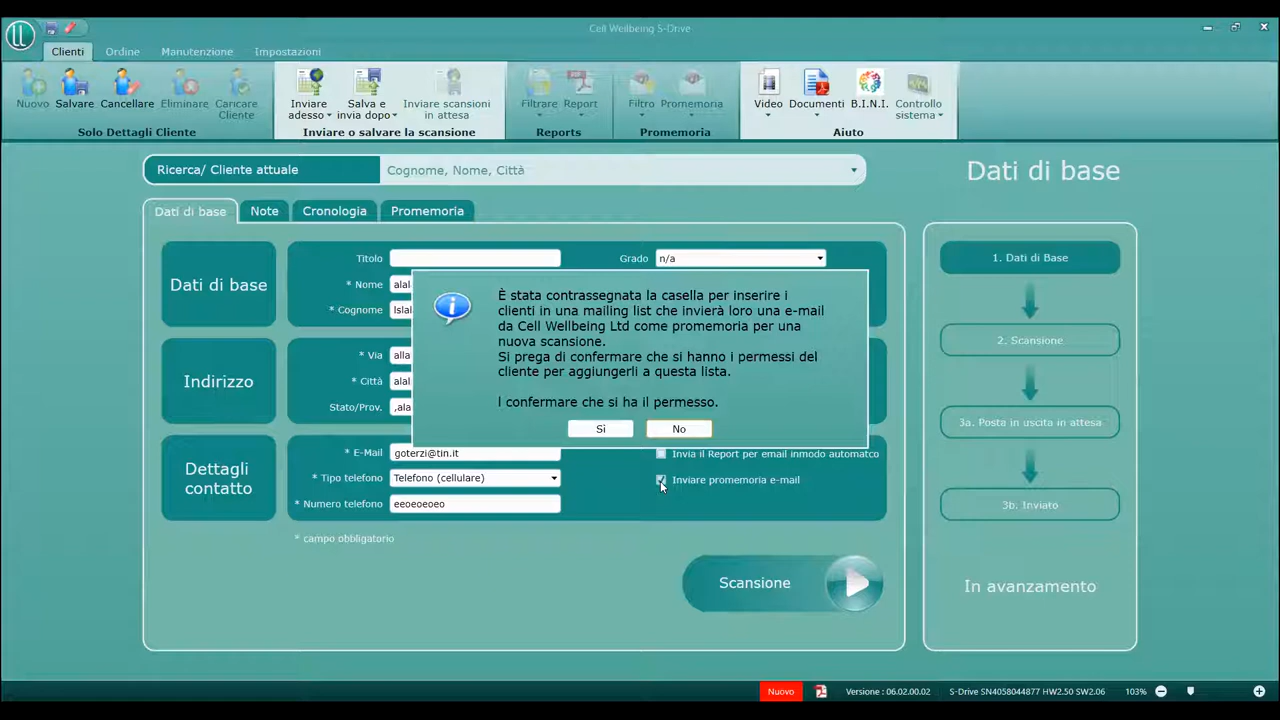 Cell Wellbeing S-Drive
Clienti Ordine Manutenzione Impostazioni
Nuovo Salvare Cancellare Eliminare Caricare Cliente
Solo Dettagli Cliente
Inviare adesso Salva e invia dopo Inviare scansioni in attesa
Inviare o salvare la scansione
Filtrare Report
Reports
Filtro Promemoria
Promemoria
Video Documenti B.I.N.I. Controllo sistema
Aiuto
Ricerca/ Cliente attuale
Cognome, Nome, Città
Dati di base
Dati di base Note Cronologia Promemoria
Dati di base
Titolo
Grado n/a
* Nome alal
* Cognome lslal
Indirizzo
* Via alla
* Città alal
Stato/Prov. ,ala
È stata contrassegnata la casella per inserire i
clienti in una mailing list che invierà loro una e-mail
da Cell Wellbeing Ltd come promemoria per una
nuova scansione.
Si prega di confermare che si hanno i permessi del
cliente per aggiungerli a questa lista.
I confermare che si ha il permesso.
Sì No
Dettagli contatto
* E-Mail goterzi@tin.it
* Tipo telefono Telefono (cellulare)
* Numero telefono eeoeoeoeo
Invia il Report per email inmodo automatco
Inviare promemoria e-mail
* campo obbligatorio
Scansione
1. Dati di Base
2. Scansione
3a. Posta in uscita in attesa
3b. Inviato
In avanzamento
Nuovo Versione : 06.02.00.02 S-Drive SN4058044877 HW2.50 SW2.06 103%